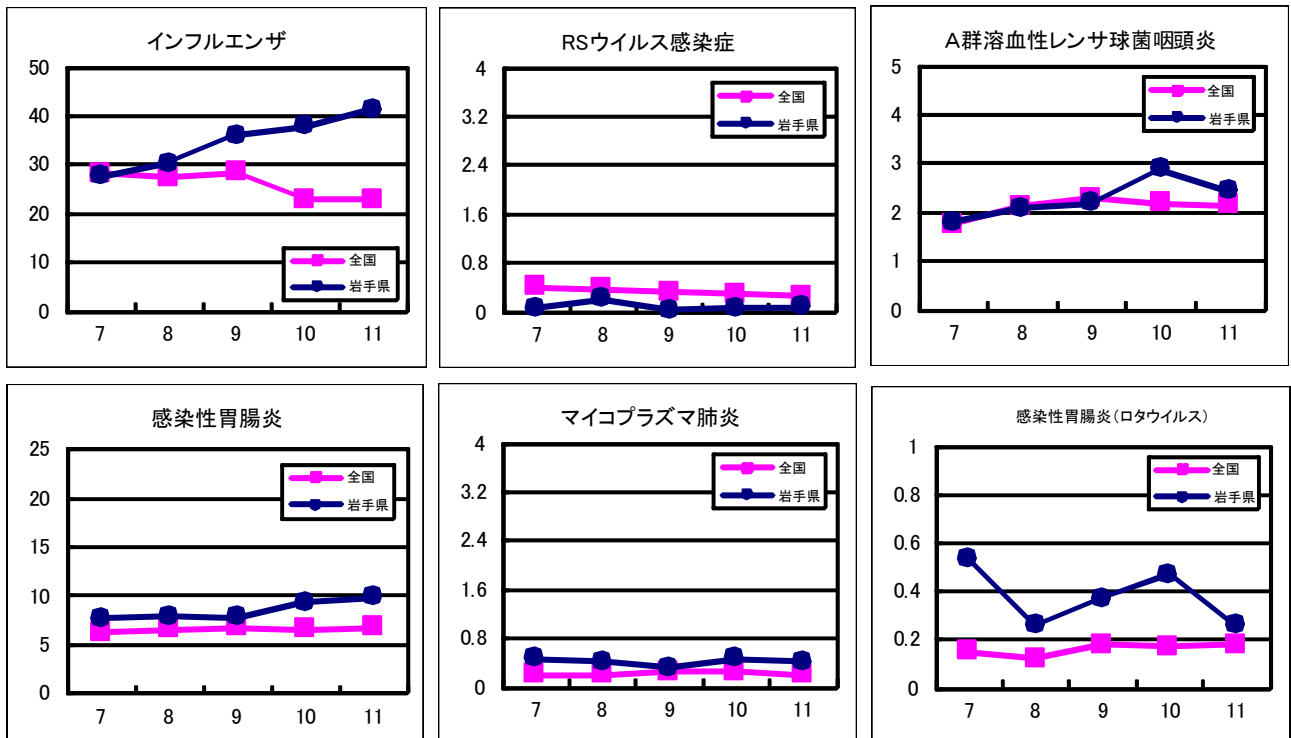 インフルエンザ
50
40
30
20
10
0
全国
岩手県
7 8 9 10 11
RSウイルス感染症
4
3.2
2.4
1.6
0.8
0
全国
岩手県
7 8 9 10 11
A群溶血性レンサ球菌咽頭炎
5
4
3
2
1
0
全国
岩手県
7 8 9 10 11
感染性胃腸炎
25
20
15
10
5
0
全国
岩手県
7 8 9 10 11
マイコプラズマ肺炎
4
3.2
2.4
1.6
0.8
0
全国
岩手県
7 8 9 10 11
感染性胃腸炎(ロタウイルス)
1
0.8
0.6
0.4
0.2
0
全国
岩手県
7 8 9 10 11